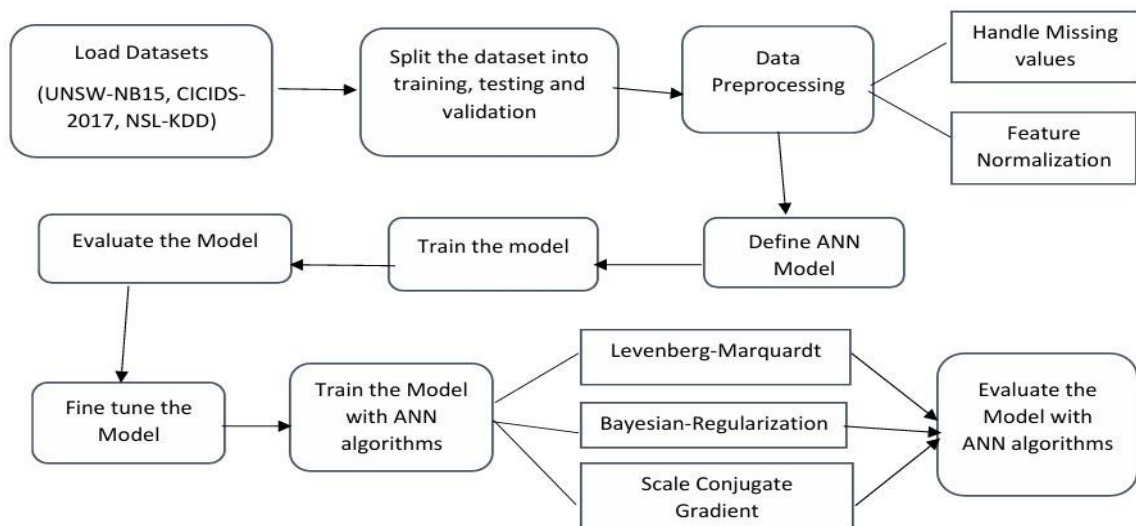 Load Datasets
(UNSW-NB15, CICIDS-
2017, NSL-KDD)
Split the dataset into
training, testing and
validation
Data
Preprocessing
Handle Missing
values
Feature
Normalization
Define ANN
Model
Train the model
Evaluate the Model
Fine tune the
Model
Train the Model
with ANN
algorithms
Levenberg-Marquardt
Bayesian-Regularization
Scale Conjugate
Gradient
Evaluate the
Model with
ANN algorithms